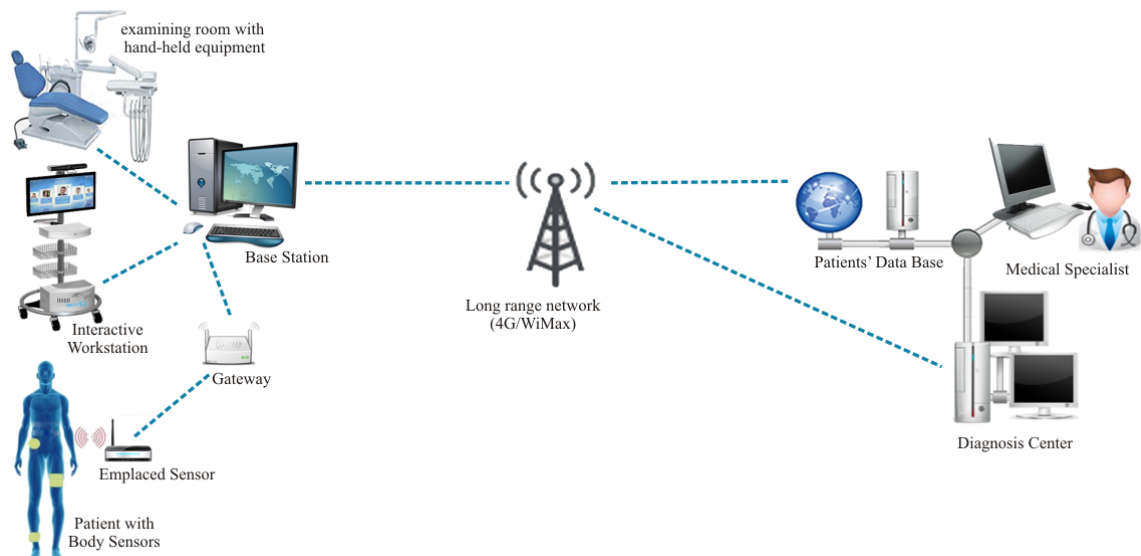 examining room with
hand-held equipment
Base Station
Interactive
Workstation
Gateway
Emplaced Sensor
Patient with
Body Sensors
Long range network
(4G/WiMax)
Patients' Data Base
Medical Specialist
Diagnosis Center